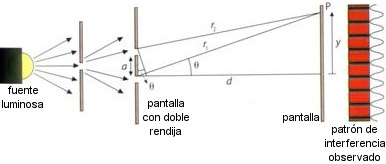 P
r₂
r₁
y
a
θ
θ
d
fuente
luminosa
pantalla
con doble
rendija
pantalla
patrón de
interferencia
observado